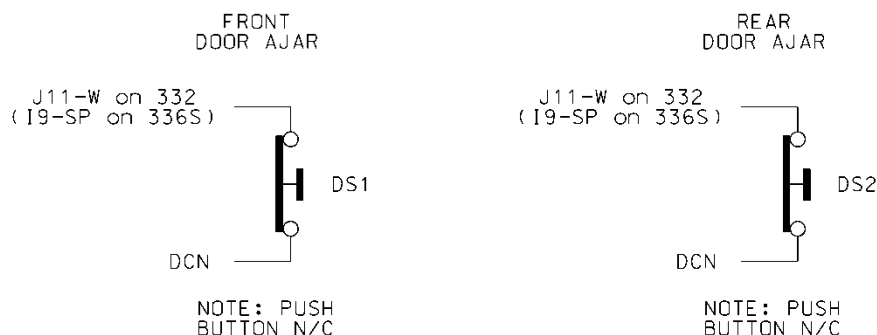 FRONT
DOOR AJAR
J11-W on 332
(I9-SP on 336S)
DS1
DCN
NOTE: PUSH
BUTTON N/C
REAR
DOOR AJAR
J11-W on 332
(I9-SP on 336S)
DS2
DCN
NOTE: PUSH
BUTTON N/C